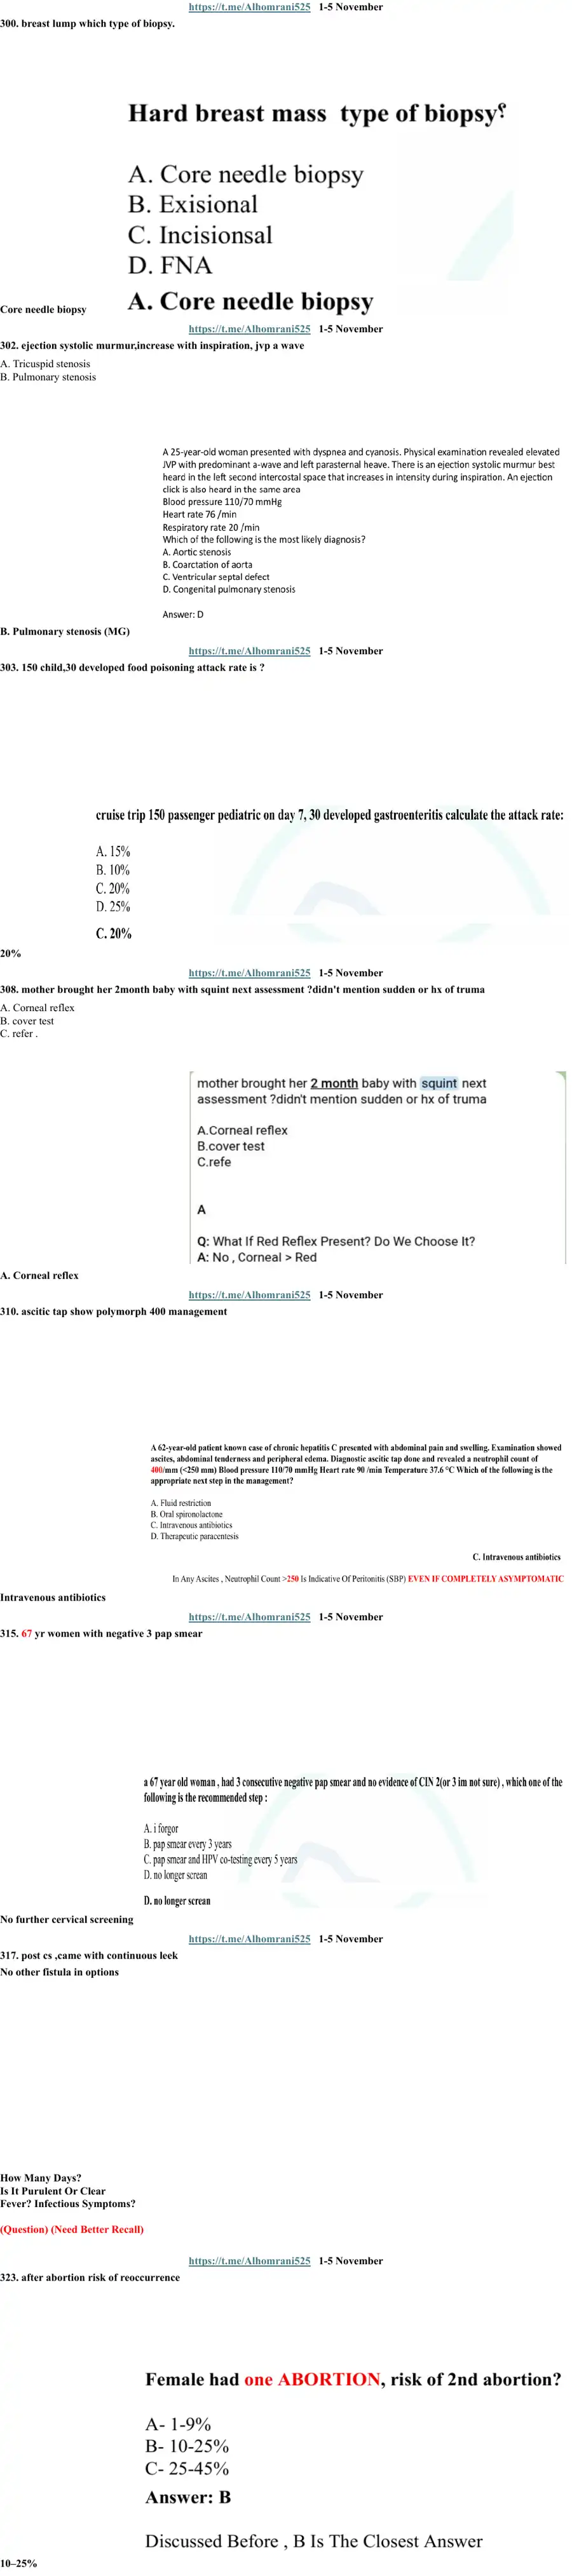 https://t.me/Alhomrani525 1-5 November
300. breast lump which type of biopsy.
Hard breast mass type of biopsy؟
A. Core needle biopsy
B. Exisional
C. Incisionsal
D. FNA
A. Core needle biopsy
Core needle biopsy
https://t.me/Alhomrani525 1-5 November
302. ejection systolic murmur,increase with inspiration, jvp a wave
A. Tricuspid stenosis
B. Pulmonary stenosis
A 25-year-old woman presented with dyspnea and cyanosis. Physical examination revealed elevated
JVP with predominant a-wave and left parasternal heave. There is an ejection systolic murmur best
heard in the left second intercostal space that increases in intensity during inspiration. An ejection
click is also heard in the same area
Blood pressure 110/70 mmHg
Heart rate 76 /min
Respiratory rate 20 /min
Which of the following is the most likely diagnosis?
A. Aortic stenosis
B. Coarctation of aorta
C. Ventricular septal defect
D. Congenital pulmonary stenosis
Answer: D
B. Pulmonary stenosis (MG)
https://t.me/Alhomrani525 1-5 November
303. 150 child,30 developed food poisoning attack rate is ?
cruise trip 150 passenger pediatric on day 7, 30 developed gastroenteritis calculate the attack rate:
A. 15%
B. 10%
C. 20%
D. 25%
C. 20%
20%
https://t.me/Alhomrani525 1-5 November
308. mother brought her 2month baby with squint next assessment ?didn't mention sudden or hx of truma
A. Corneal reflex
B. cover test
C. refer .
mother brought her 2 month baby with squint next
assessment ?didn't mention sudden or hx of truma
A.Corneal reflex
B.cover test
C.refe
A
Q: What If Red Reflex Present? Do We Choose It?
A: No , Corneal > Red
A. Corneal reflex
https://t.me/Alhomrani525 1-5 November
310. ascitic tap show polymorph 400 management
A 62-year-old patient known case of chronic hepatitis C presented with abdominal pain and swelling. Examination showed
ascites, abdominal tenderness and peripheral edema. Diagnostic ascitic tap done and revealed a neutrophil count of
400/mm (<250 mm) Blood pressure 110/70 mmHg Heart rate 90 /min Temperature 37.6 °C Which of the following is the
appropriate next step in the management?
A. Fluid restriction
B. Oral spironolactone
C. Intravenous antibiotics
D. Therapeutic paracentesis
C. Intravenous antibiotics
In Any Ascites , Neutrophil Count >250 Is Indicative Of Peritonitis (SBP) EVEN IF COMPLETELY ASYMPTOMATIC
Intravenous antibiotics
https://t.me/Alhomrani525 1-5 November
315. 67 yr women with negative 3 pap smear
a 67 year old woman , had 3 consecutive negative pap smear and no evidence of CIN 2(or 3 im not sure) , which one of the
following is the recommended step :
A. i forgor
B. pap smear every 3 years
C. pap smear and HPV co-testing every 5 years
D. no longer screan
D. no longer screan
No further cervical screening
https://t.me/Alhomrani525 1-5 November
317. post cs ,came with continuous leek
No other fistula in options
How Many Days?
Is It Purulent Or Clear
Fever? Infectious Symptoms?
(Question) (Need Better Recall)
https://t.me/Alhomrani525 1-5 November
323. after abortion risk of reoccurrence
Female had one ABORTION, risk of 2nd abortion?
A- 1-9%
B- 10-25%
C- 25-45%
Answer: B
Discussed Before , B Is The Closest Answer
10–25%